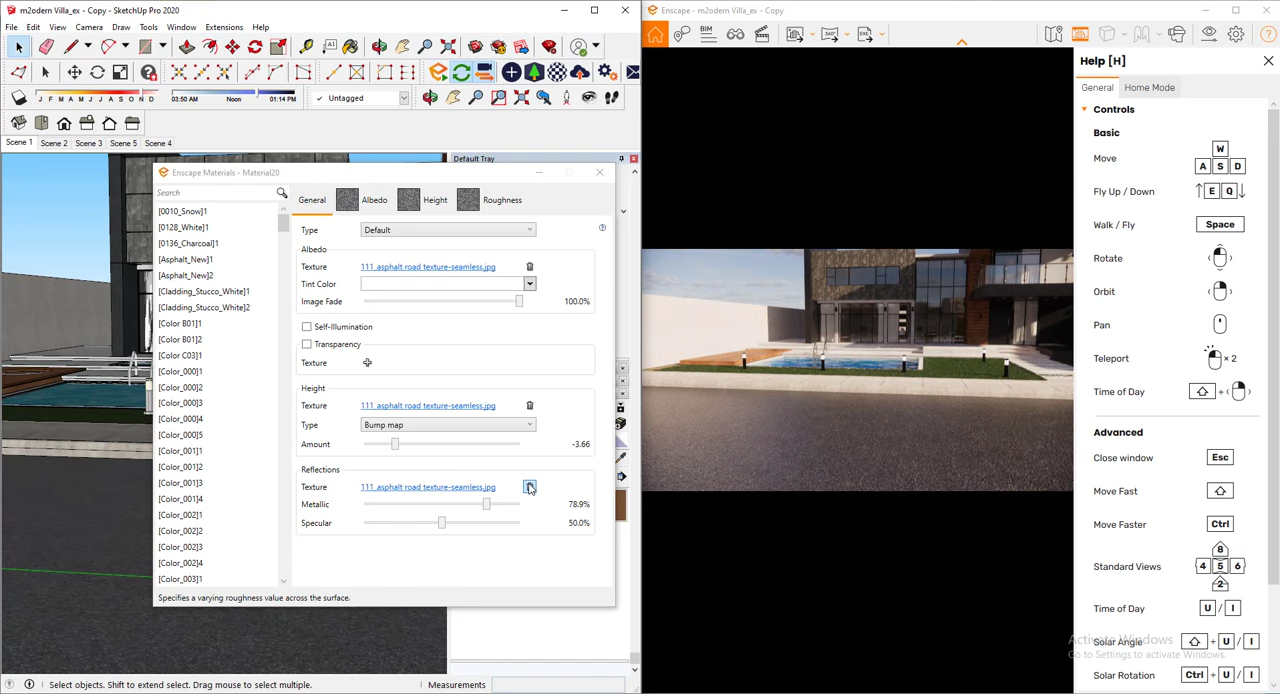 m2odern Villa_ex - Copy - SketchUp Pro 2020
File Edit View Camera Draw Tools Window Extensions Help
J F M A M J J A S O N D 03:50 AM Noon 01:14 PM ✓ Untagged
Scene 1 Scene 2 Scene 3 Scene 5 Scene 4
Default Tray
Enscape Materials - Material20
Search
[0010_Snow]1
[0128_White]1
[0136_Charcoal]1
[Asphalt_New]1
[Asphalt_New]2
[Cladding_Stucco_White]1
[Cladding_Stucco_White]2
[Color B01]1
[Color B01]2
[Color C03]1
[Color_000]1
[Color_000]2
[Color_000]3
[Color_000]4
[Color_000]5
[Color_001]1
[Color_001]2
[Color_001]3
[Color_001]4
[Color_002]1
[Color_002]2
[Color_002]3
[Color_002]4
[Color_003]1
General Albedo Height Roughness
Type Default
Albedo
Texture 111_asphalt road texture-seamless.jpg
Tint Color
Image Fade 100.0%
Self-Illumination
Transparency
Texture
Height
Texture 111_asphalt road texture-seamless.jpg
Type Bump map
Amount -3.66
Reflections
Texture 111_asphalt road texture-seamless.jpg
Metallic 78.9%
Specular 50.0%
Specifies a varying roughness value across the surface.
Select objects. Shift to extend select. Drag mouse to select multiple. Measurements
Enscape - m2odern Villa_ex - Copy
BIM 360° EXE
Help [H]
General Home Mode
Controls
Basic
Move W A S D
Fly Up / Down E Q
Walk / Fly Space
Rotate
Orbit
Pan
Teleport × 2
Time of Day +
Advanced
Close window Esc
Move Fast
Move Faster Ctrl
Standard Views 8 4 5 6 2
Time of Day U / I
Solar Angle + U / I
Solar Rotation Ctrl + U / I
Activate Windows
Go to Settings to activate Windows.